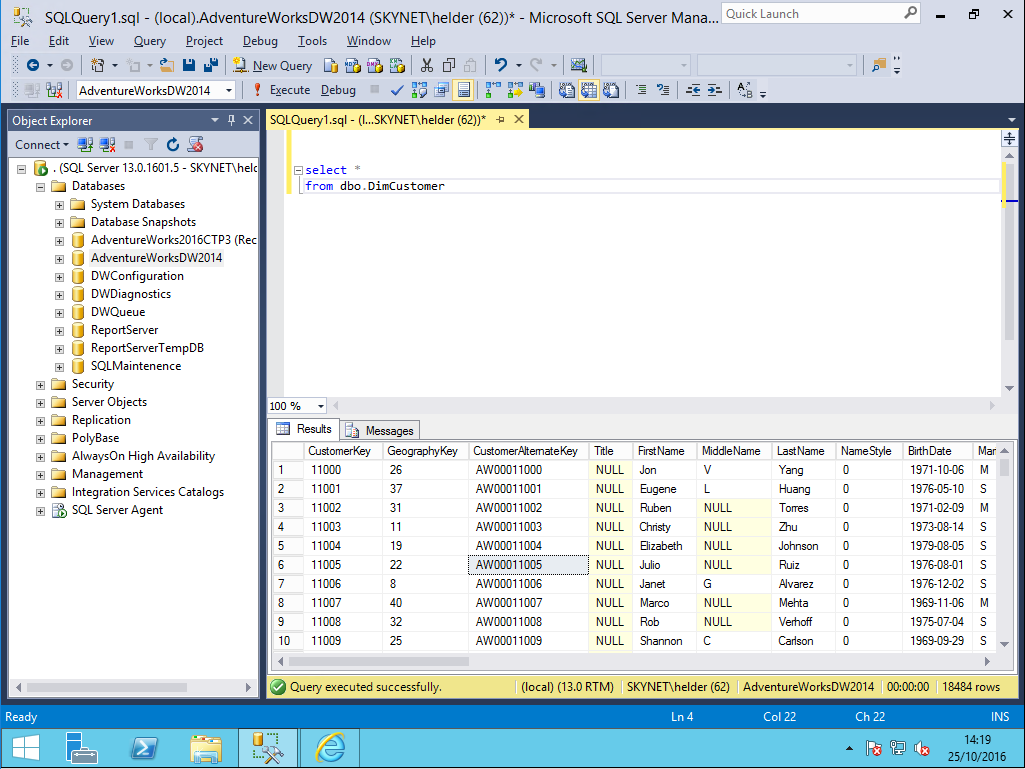 SQLQuery1.sql - (local).AdventureWorksDW2014 (SKYNET\helder (62))* - Microsoft SQL Server Mana...
Quick Launch
File Edit View Query Project Debug Tools Window Help
New Query
AdventureWorksDW2014 Execute Debug
Object Explorer
Connect
. (SQL Server 13.0.1601.5 - SKYNET\held
Databases
System Databases
Database Snapshots
AdventureWorks2016CTP3 (Rec
AdventureWorksDW2014
DWConfiguration
DWDiagnostics
DWQueue
ReportServer
ReportServerTempDB
SQLMaintenence
Security
Server Objects
Replication
PolyBase
AlwaysOn High Availability
Management
Integration Services Catalogs
SQL Server Agent
SQLQuery1.sql - (l...SKYNET\helder (62))*
select *
from dbo.DimCustomer
100 %
Results Messages
CustomerKey GeographyKey CustomerAlternateKey Title FirstName MiddleName LastName NameStyle BirthDate Mar
1 11000 26 AW00011000 NULL Jon V Yang 0 1971-10-06 M
2 11001 37 AW00011001 NULL Eugene L Huang 0 1976-05-10 S
3 11002 31 AW00011002 NULL Ruben NULL Torres 0 1971-02-09 M
4 11003 11 AW00011003 NULL Christy NULL Zhu 0 1973-08-14 S
5 11004 19 AW00011004 NULL Elizabeth NULL Johnson 0 1979-08-05 S
6 11005 22 AW00011005 NULL Julio NULL Ruiz 0 1976-08-01 S
7 11006 8 AW00011006 NULL Janet G Alvarez 0 1976-12-02 S
8 11007 40 AW00011007 NULL Marco NULL Mehta 0 1969-11-06 M
9 11008 32 AW00011008 NULL Rob NULL Verhoff 0 1975-07-04 S
10 11009 25 AW00011009 NULL Shannon C Carlson 0 1969-09-29 S
Query executed successfully. (local) (13.0 RTM) SKYNET\helder (62) AdventureWorksDW2014 00:00:00 18484 rows
Ready Ln 4 Col 22 Ch 22 INS
14:19
25/10/2016